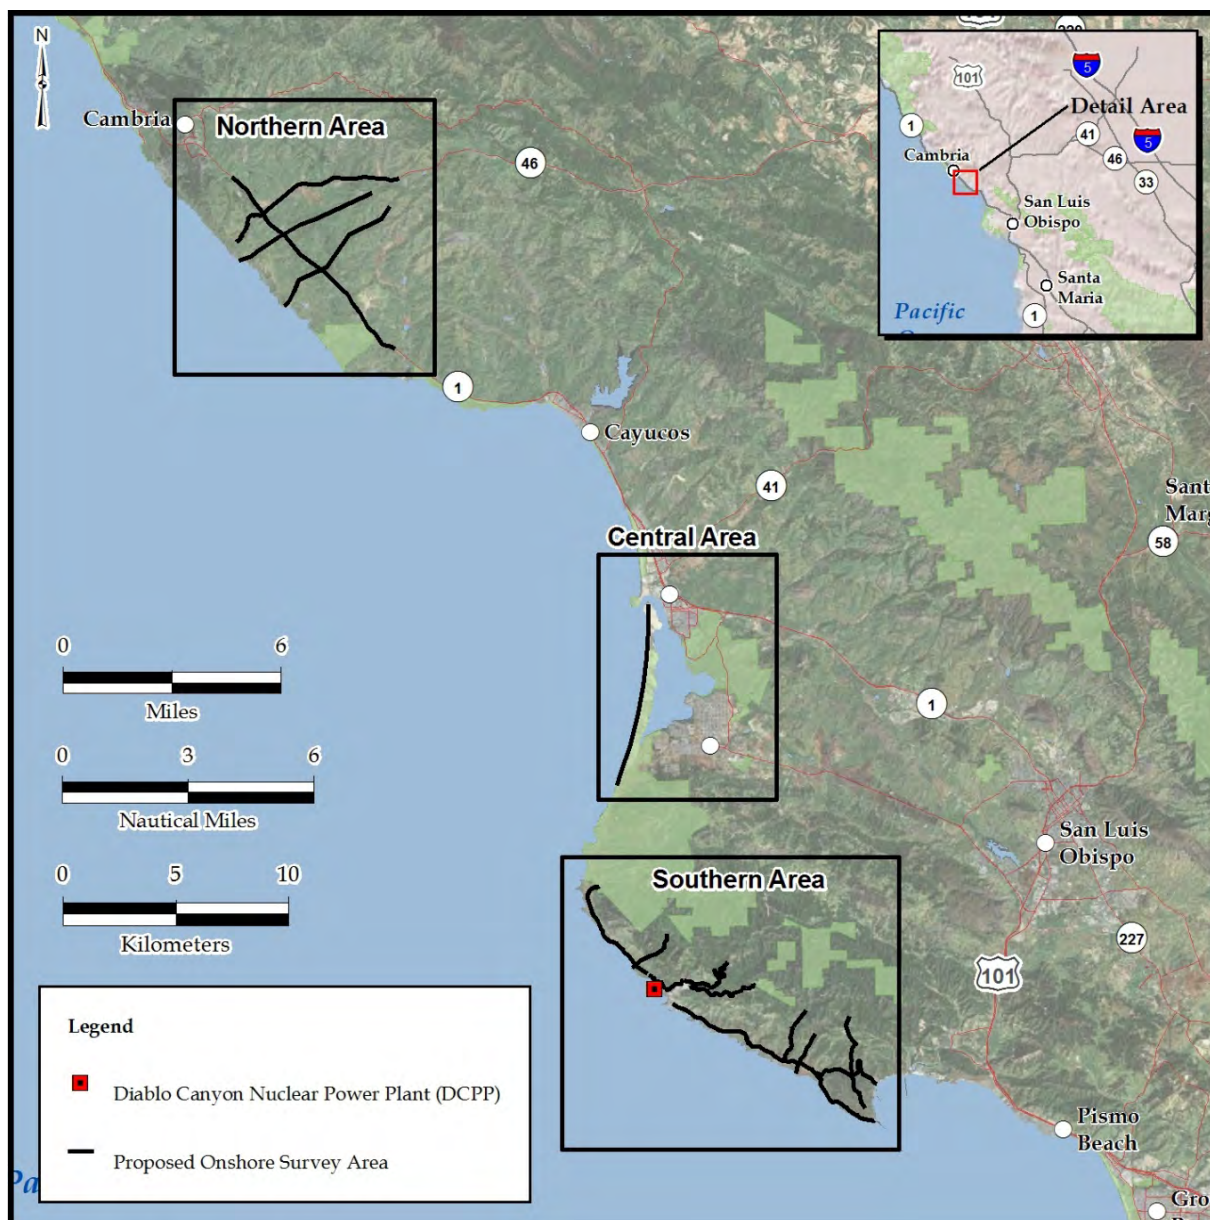 N
Cambria
Northern Area
46
1
Cayucos
41
Central Area
58
1
San Luis
Obispo
227
101
Southern Area
Pismo
Beach
101
5
Detail Area
1
41
5
46
Cambria
33
San Luis
Obispo
Santa
Maria
1
Pacific
0 6
Miles
0 3 6
Nautical Miles
0 5 10
Kilometers
Legend
Diablo Canyon Nuclear Power Plant (DCPP)
Proposed Onshore Survey Area
Sant
Marg
Gro
Pa